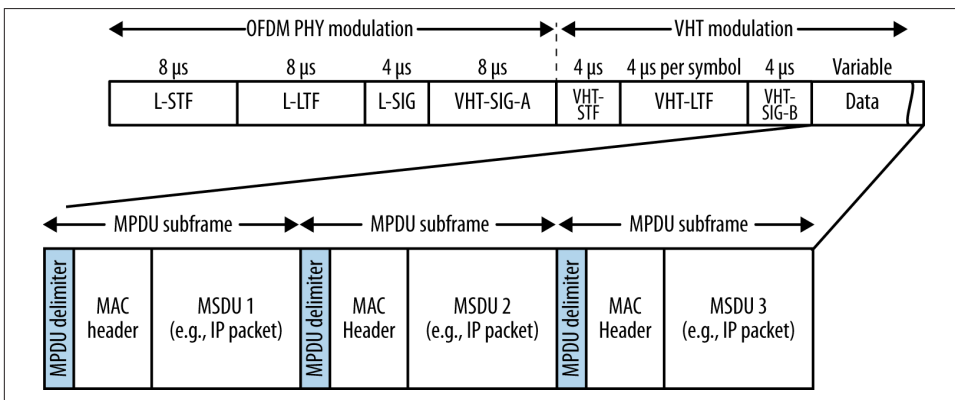 OFDM PHY modulation VHT modulation
8 µs 8 µs 4 µs 8 µs 4 µs 4 µs per symbol 4 µs Variable
L-STF L-LTF L-SIG VHT-SIG-A VHT-STF VHT-LTF VHT-SIG-B Data
MPDU subframe MPDU subframe MPDU subframe
MPDU delimiter
MAC header
MSDU 1
(e.g., IP packet)
MPDU delimiter
MAC Header
MSDU 2
(e.g., IP packet)
MPDU delimiter
MAC Header
MSDU 3
(e.g., IP packet)